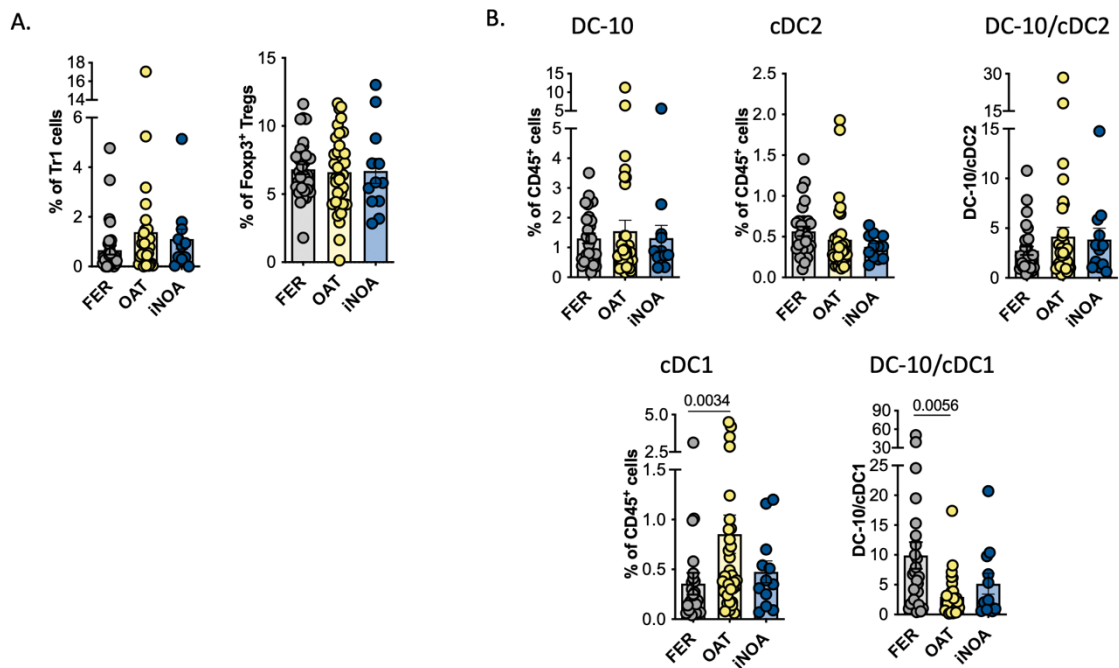 A.
B.
DC-10
cDC2
DC-10/cDC2
% of Tr1 cells
18
16
14
6
4
2
0
FER
OAT
iNOA
% of Foxp3+ Tregs
15
10
5
0
FER
OAT
iNOA
% of CD45+ cells
15
10
5
4
3
2
1
0
FER
OAT
iNOA
% of CD45+ cells
2.5
2.0
1.5
1.0
0.5
0.0
FER
OAT
iNOA
DC-10/cDC2
30
15
15
10
5
0
FER
OAT
iNOA
cDC1
DC-10/cDC1
0.0034
% of CD45+ cells
5.0
2.5
1.0
0.5
0.0
FER
OAT
iNOA
0.0056
DC-10/cDC1
90
60
30
25
20
15
10
5
0
FER
OAT
iNOA